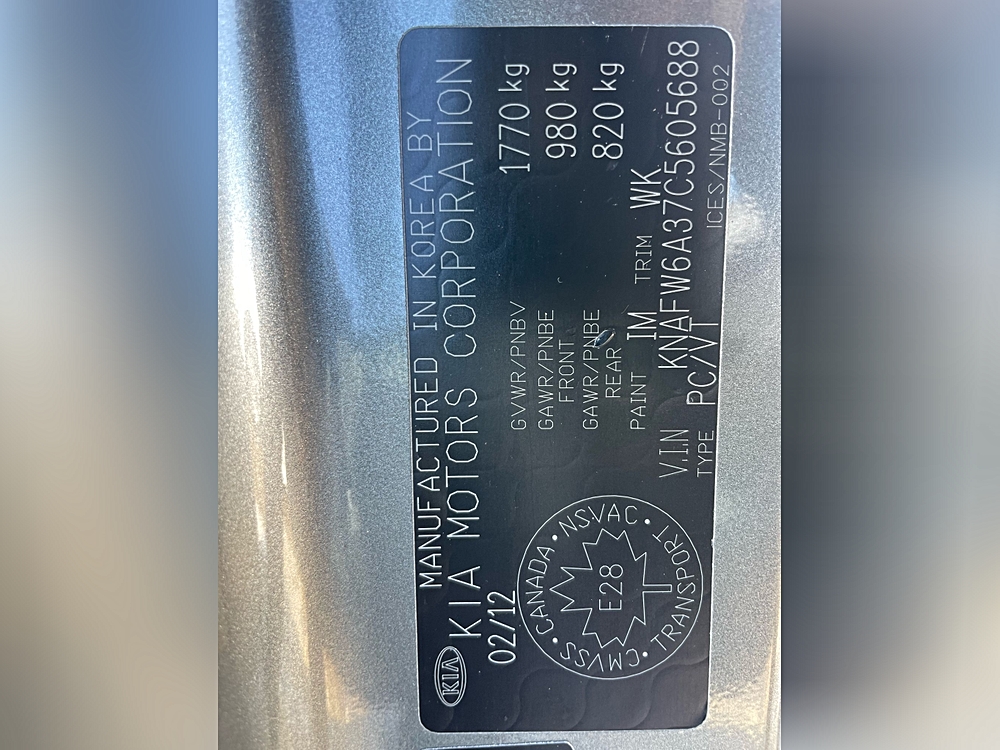 MANUFACTURED IN KOREA BY
KIA KIA MOTORS CORPORATION
02/12
GVWR/PNBV 1770 kg
GAWR/PNBE FRONT 980 kg
GAWR/PNBE REAR 820 kg
PAINT IM TRIM WK
V.I.N KNAFW6A37C5605688
TYPE PC/VT ICES/NMB-002
CMVSS • CANADA • NSVAC • TRANSPORT •
E28